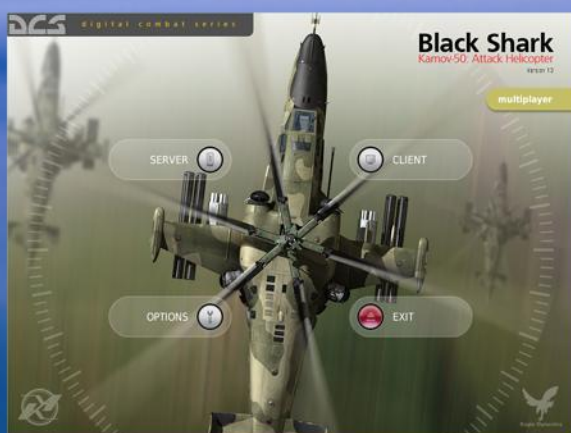 DCS digital combat series
Black Shark
Kamov-50: Attack Helicopter
multiplayer
SERVER
CLIENT
OPTIONS
EXIT